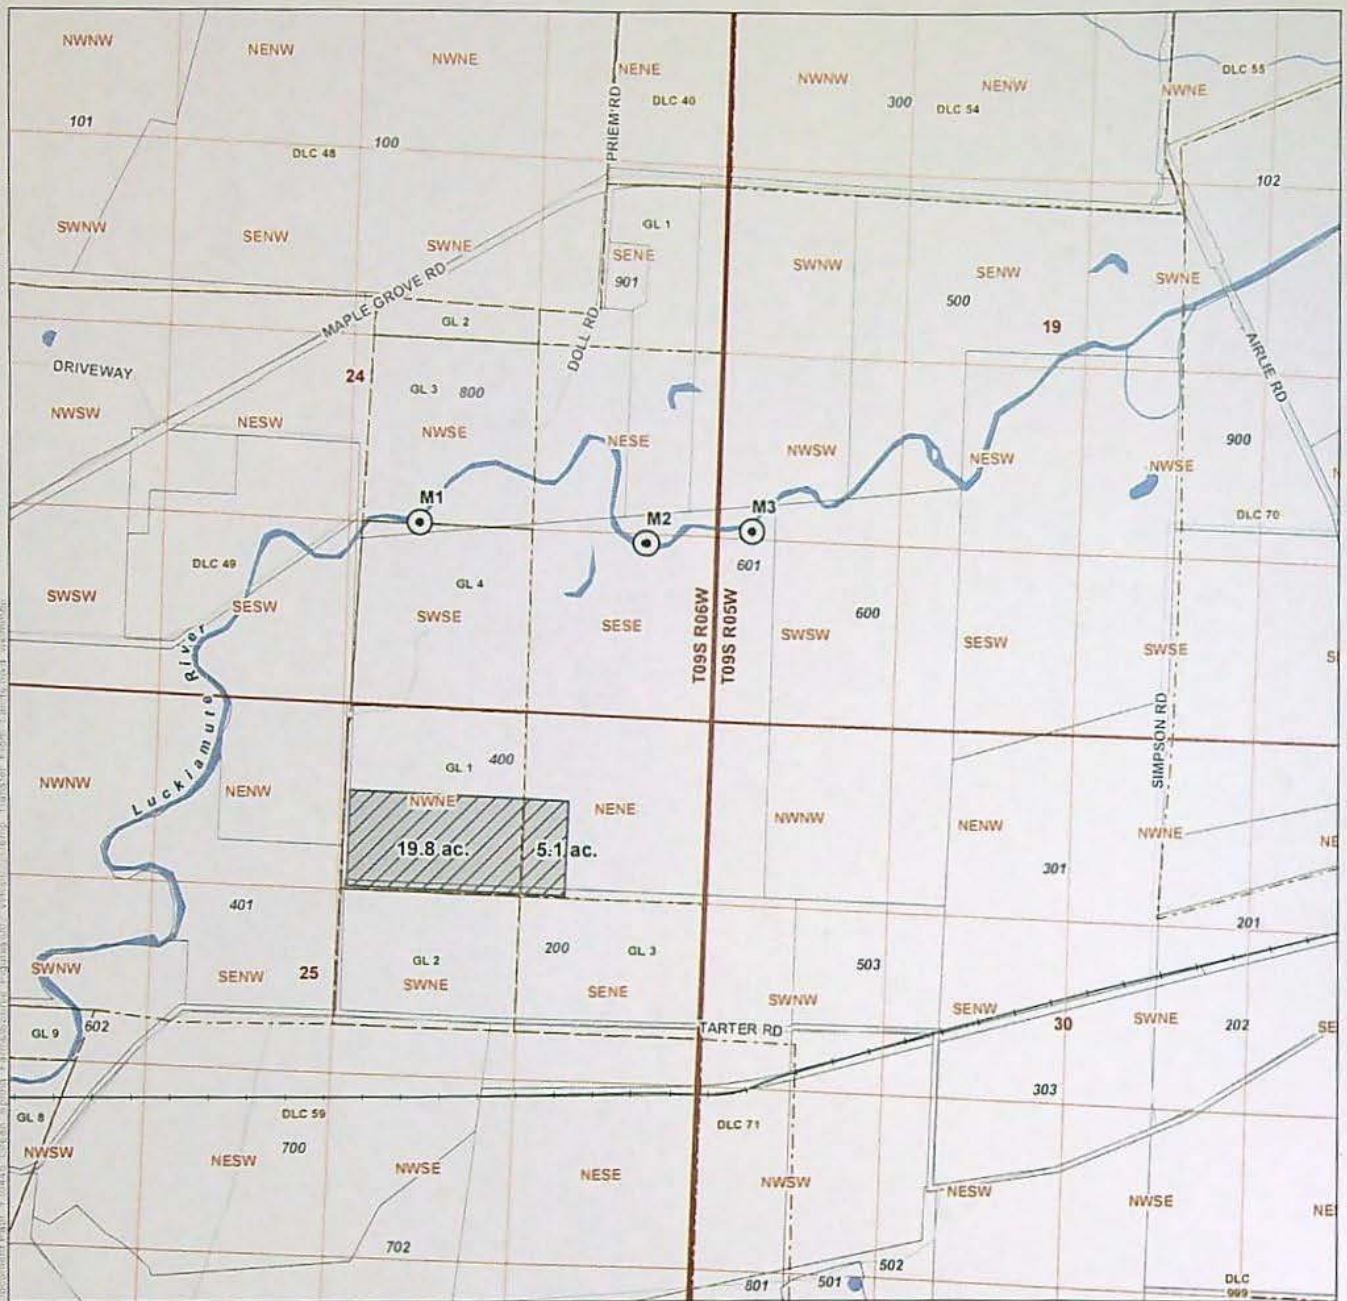 NWNW
NENW
NWNE
NENE
NWNW
NENW
NWNE
DLC 55
DLC 40
300
DLC 54
101
100
DLC 48
PRIEM RD
102
SWNW
SENW
SWNE
GL 1
SENE
901
SWNW
SENW
SWNE
500
MAPLE GROVE RD
GL 2
DOLL RD
19
AIRLIE RD
DRIVEWAY
24
GL 3
800
NWSW
NESW
NWSE
NESE
NWSW
NESW
NWSE
900
M1
M2
M3
DLC 70
DLC 49
GL 4
601
SWSW
SESW
SWSE
SESE
T09S R06W
T09S R05W
600
SWSW
SESW
SWSE
S
Luckiamute River
SIMPSON RD
GL 1
400
NWNW
NENW
NWNE
NENE
NWNW
NENW
NWNE
NE
19.8 ac.
5.1 ac.
301
401
201
GL 2
200
GL 3
503
SWNW
SENW
25
SWNE
SENE
SWNW
SENW
30
SWNE
202
SE
GL 9
602
TARTER RD
303
GL 8
DLC 59
DLC 71
700
NWSW
NESW
NWSE
NESE
NWSW
NESW
NWSE
NE
702
801
501
502
DLC
999